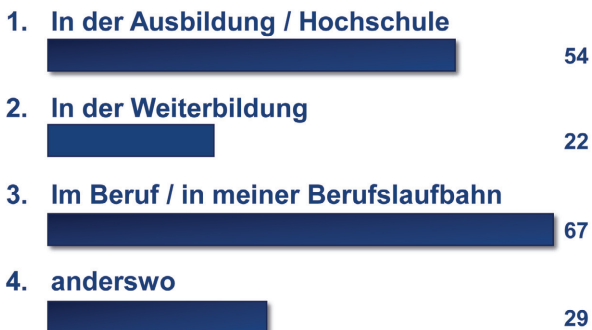 1. In der Ausbildung / Hochschule
54
2. In der Weiterbildung
22
3. Im Beruf / in meiner Berufslaufbahn
67
4. anderswo
29